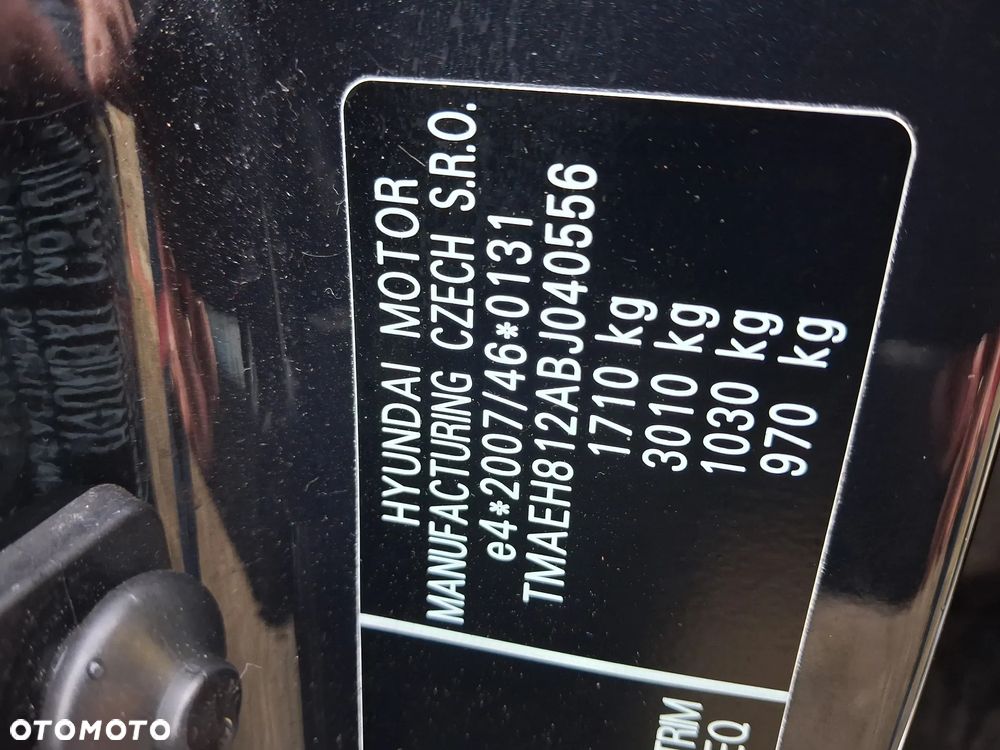 HYUNDAI MOTOR
MANUFACTURING CZECH S.R.O.
e4*2007/46*0131
TMAEH812ABJ040556
1710 kg
3010 kg
1030 kg
970 kg
TRIM
EQ
OTOMOTO